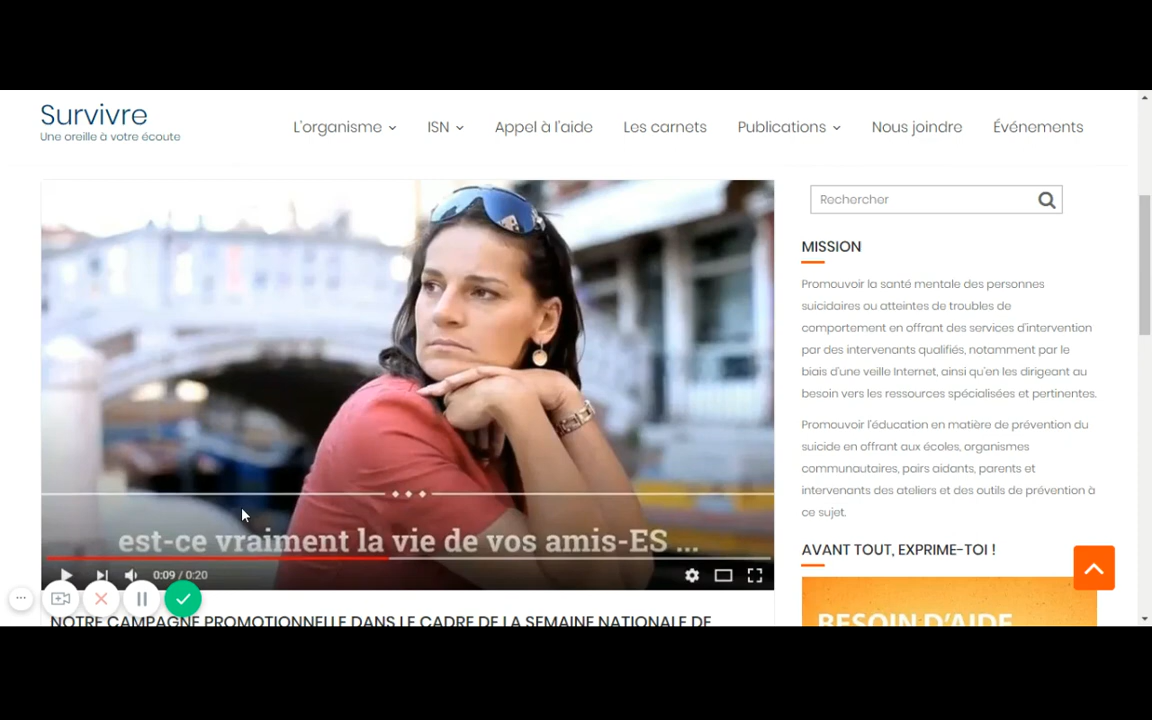 Survivre
Une oreille à votre écoute
L'organisme
ISN
Appel à l'aide
Les carnets
Publications
Nous joindre
Événements
Rechercher
MISSION
Promouvoir la santé mentale des personnes
suicidaires ou atteintes de troubles de
comportement en offrant des services d'intervention
par des intervenants qualifiés, notamment par le
biais d'une veille Internet, ainsi qu'en les dirigeant au
besoin vers les ressources spécialisées et pertinentes.
Promouvoir l'éducation en matière de prévention du
suicide en offrant aux écoles, organismes
communautaires, pairs aidants, parents et
intervenants des ateliers et des outils de prévention à
ce sujet.
AVANT TOUT, EXPRIME-TOI !
BESOIN D'AIDE
est-ce vraiment la vie de vos amis-ES ...
0:09 / 0:20
NOTRE CAMPAGNE PROMOTIONNELLE DANS LE CADRE DE LA SEMAINE NATIONALE DE